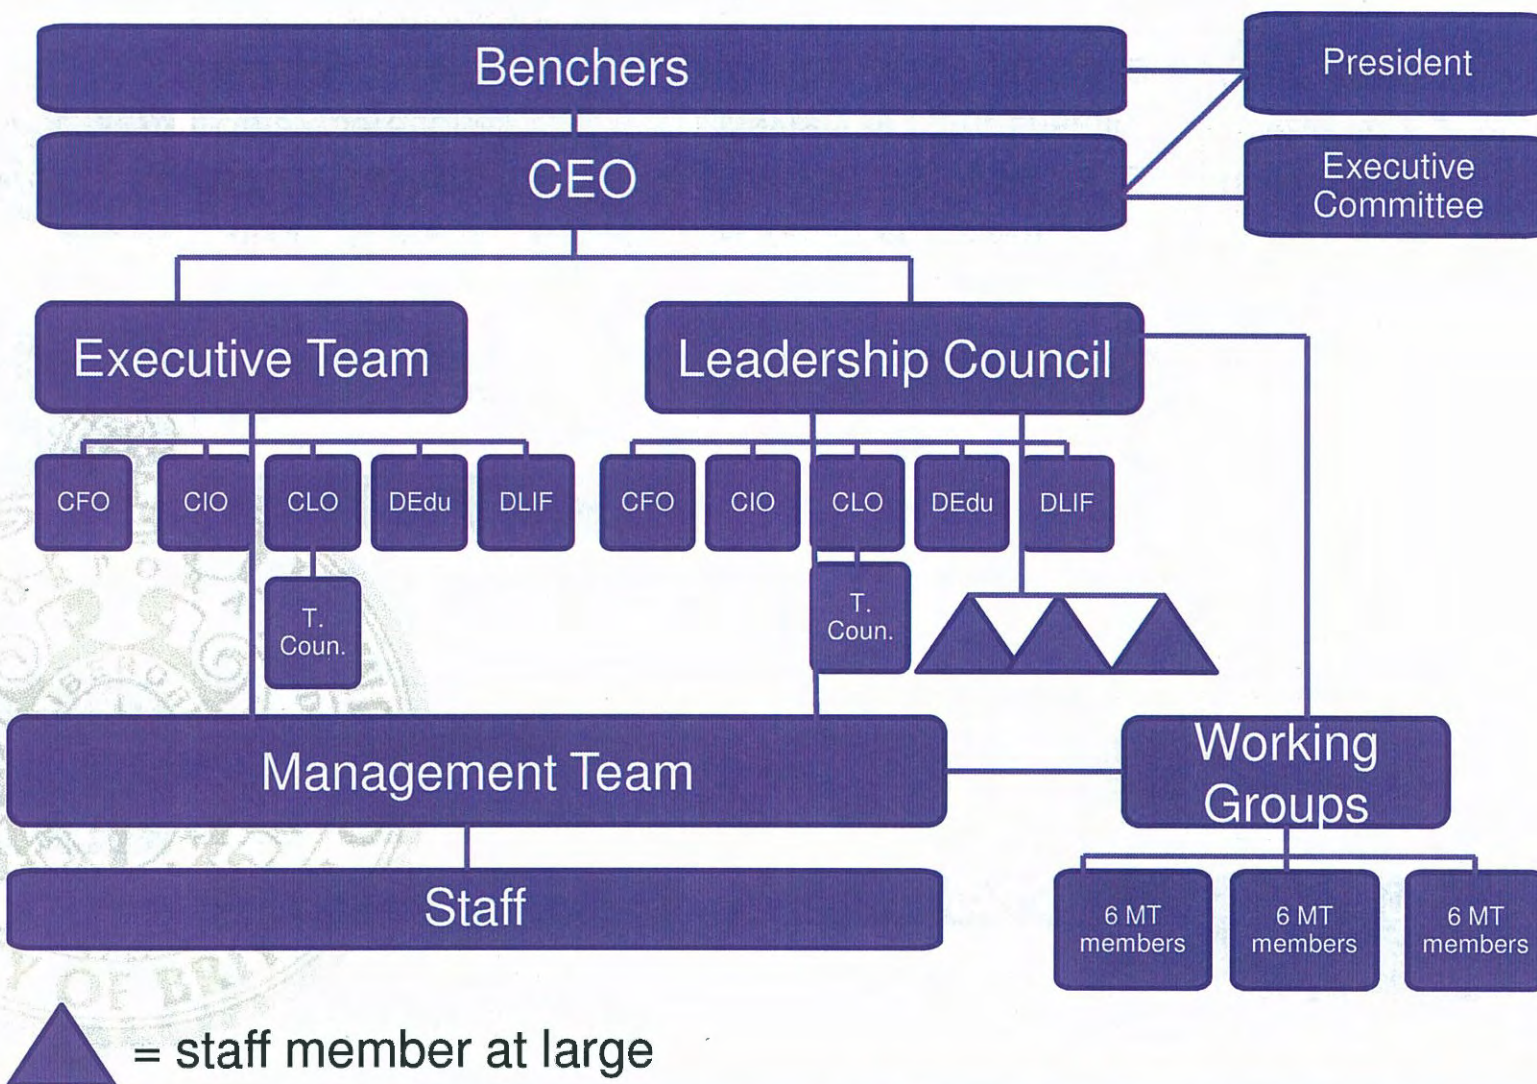 Benchers
President
CEO
Executive
Committee
Executive Team
Leadership Council
CFO
CIO
CLO
DEdu
DLIF
CFO
CIO
CLO
DEdu
DLIF
T.
Coun.
T.
Coun.
Management Team
Working
Groups
Staff
6 MT
members
6 MT
members
6 MT
members
OF BR
= staff member at large